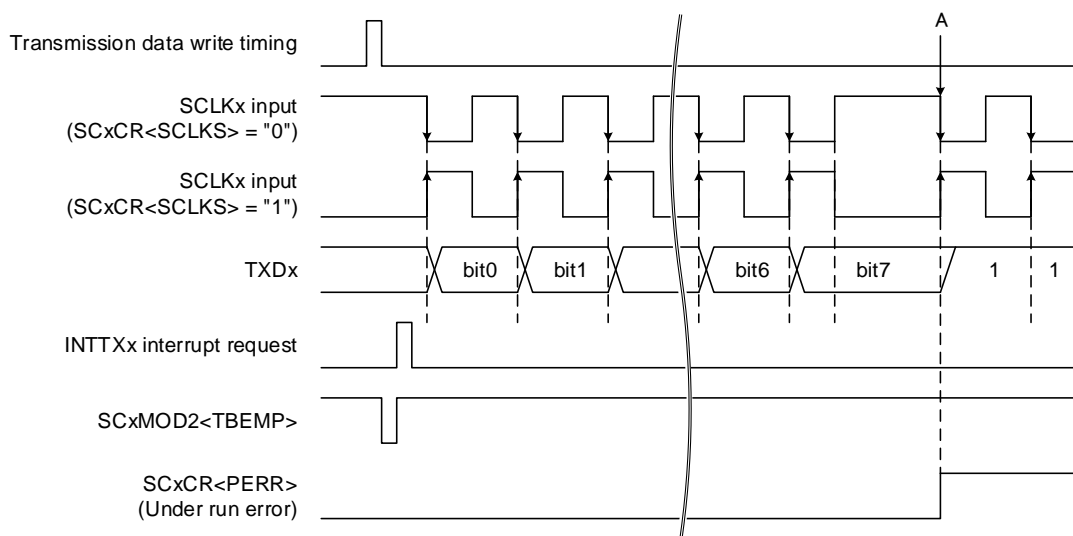 A
Transmission data write timing
SCLKx input
(SCxCR<SCLKS> = "0")
SCLKx input
(SCxCR<SCLKS> = "1")
TXDx bit0 bit1 bit6 bit7 1 1
INTTXx interrupt request
SCxMOD2<TBEMP>
SCxCR<PERR>
(Under run error)